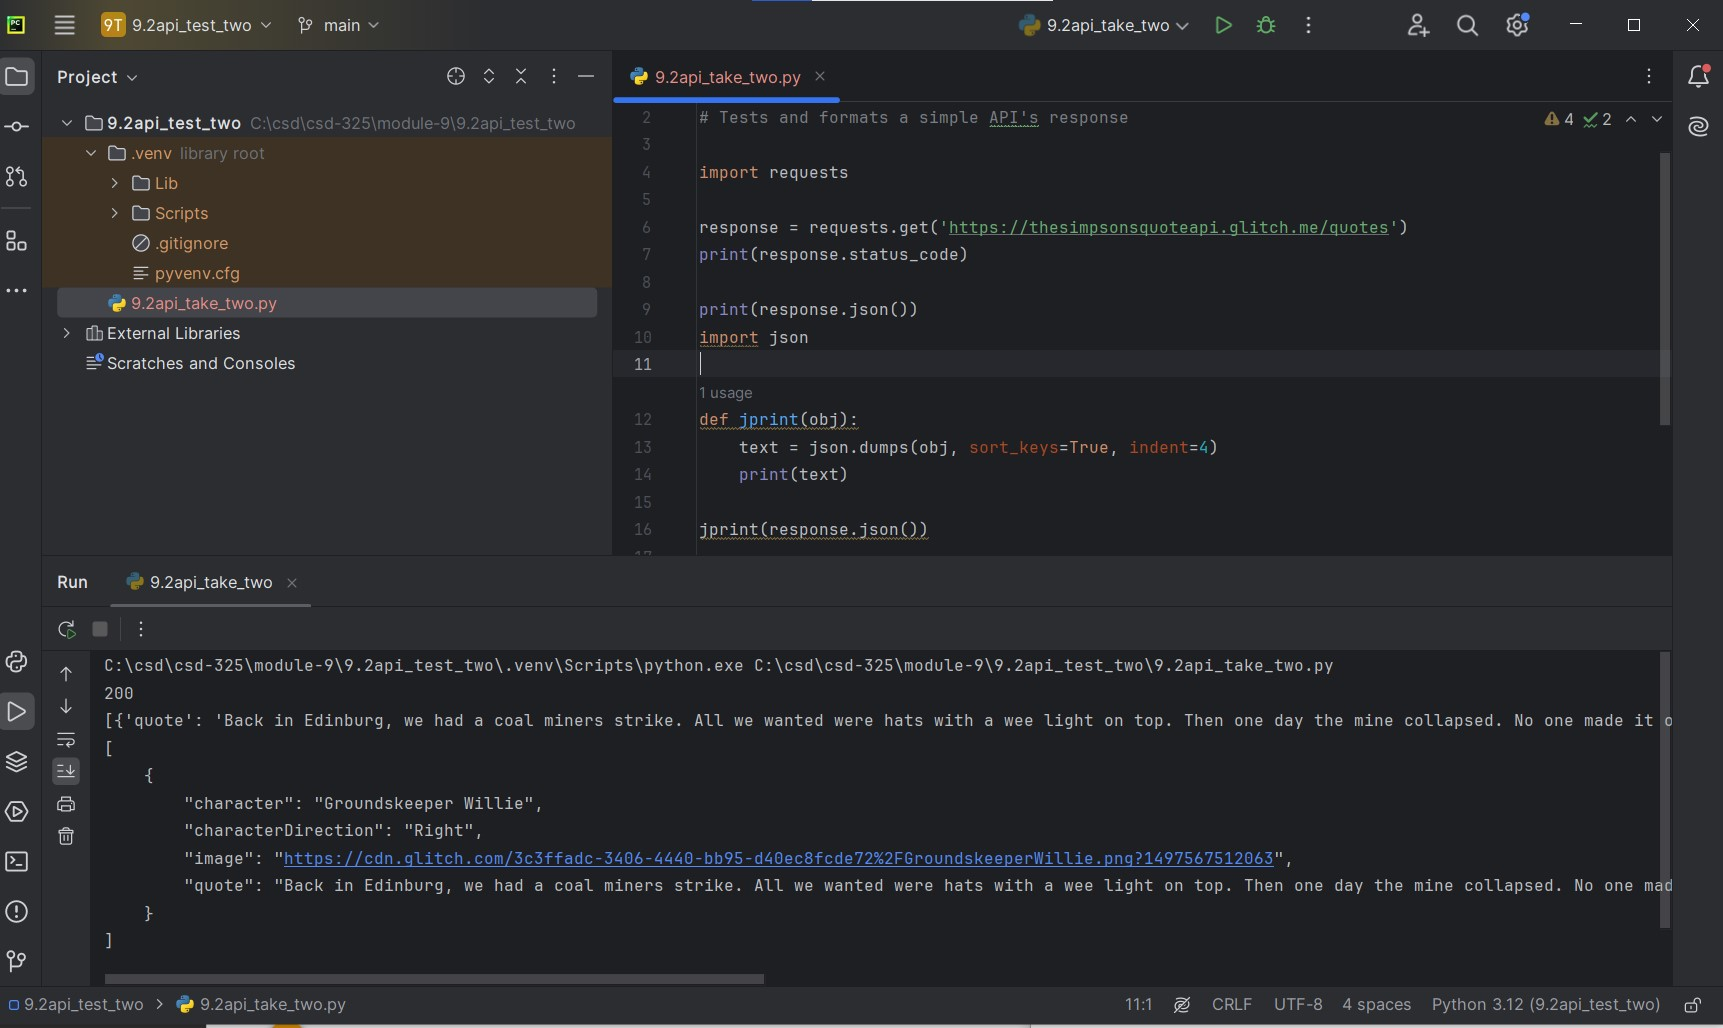 PC 9T 9.2api_test_two main 9.2api_take_two
Project
9.2api_test_two C:\csd\csd-325\module-9\9.2api_test_two
.venv library root
Lib
Scripts
.gitignore
pyvenv.cfg
9.2api_take_two.py
External Libraries
Scratches and Consoles
9.2api_take_two.py
4 2
2 # Tests and formats a simple API's response
3
4 import requests
5
6 response = requests.get('https://thesimpsonsquoteapi.glitch.me/quotes')
7 print(response.status_code)
8
9 print(response.json())
10 import json
11
1 usage
12 def jprint(obj):
13     text = json.dumps(obj, sort_keys=True, indent=4)
14     print(text)
15
16 jprint(response.json())
17
Run 9.2api_take_two
C:\csd\csd-325\module-9\9.2api_test_two\.venv\Scripts\python.exe C:\csd\csd-325\module-9\9.2api_test_two\9.2api_take_two.py
200
[{'quote': 'Back in Edinburg, we had a coal miners strike. All we wanted were hats with a wee light on top. Then one day the mine collapsed. No one made it
[
    {
        "character": "Groundskeeper Willie",
        "characterDirection": "Right",
        "image": "https://cdn.glitch.com/3c3ffadc-3406-4440-bb95-d40ec8fcde72%2FGroundskeeperWillie.png?1497567512063",
        "quote": "Back in Edinburg, we had a coal miners strike. All we wanted were hats with a wee light on top. Then one day the mine collapsed. No one mad
    }
]
9.2api_test_two > 9.2api_take_two.py 11:1 CRLF UTF-8 4 spaces Python 3.12 (9.2api_test_two)